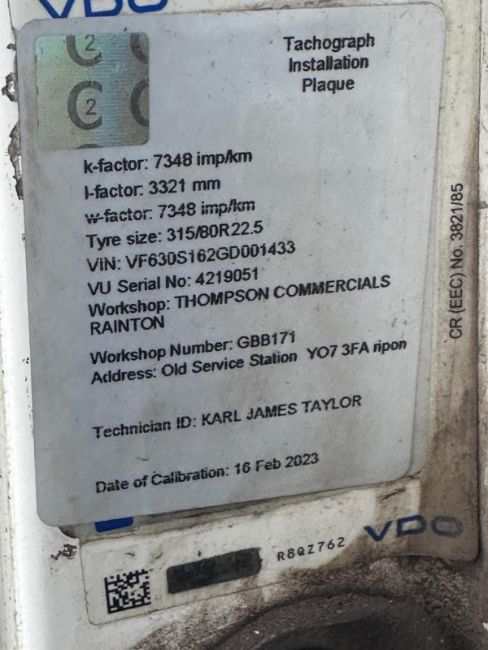 VDO
2
2
Tachograph
Installation
Plaque
k-factor: 7348 imp/km
l-factor: 3321 mm
w-factor: 7348 imp/km
Tyre size: 315/80R22.5
VIN: VF630S162GD001433
VU Serial No: 4219051
Workshop: THOMPSON COMMERCIALS
RAINTON
Workshop Number: GBB171
Address: Old Service Station YO7 3FA ripon
Technician ID: KARL JAMES TAYLOR
Date of Calibration: 16 Feb 2023
CR (EEC) No. 3821/85
R8QZ762
VDO